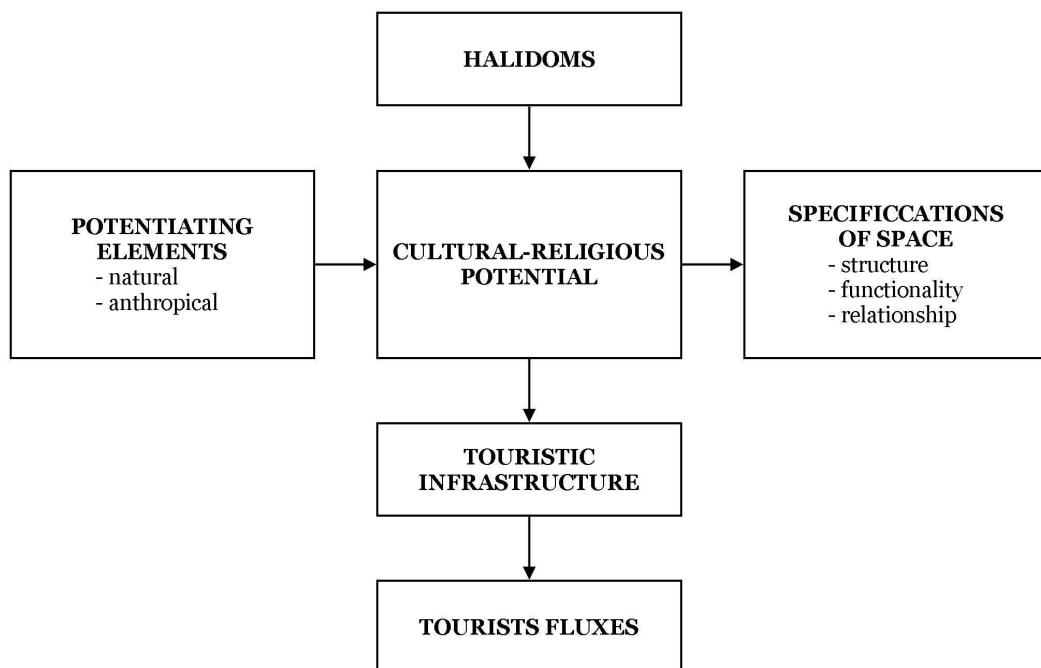 HALIDOMS
POTENTIATING
ELEMENTS
- natural
- anthropical
CULTURAL-RELIGIOUS
POTENTIAL
SPECIFICCATIONS
OF SPACE
- structure
- functionality
- relationship
TOURISTIC
INFRASTRUCTURE
TOURISTS FLUXES